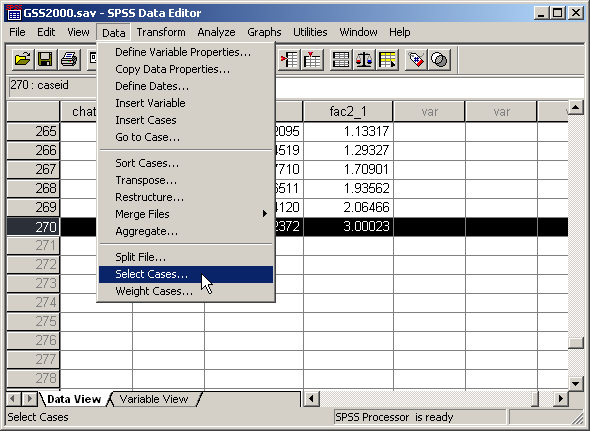 GSS2000.sav - SPSS Data Editor
File Edit View Data Transform Analyze Graphs Utilities Window Help
270 : caseid
Define Variable Properties...
Copy Data Properties...
Define Dates...
Insert Variable
Insert Cases
Go to Case...
Sort Cases...
Transpose...
Restructure...
Merge Files
Aggregate...
Split File...
Select Cases...
Weight Cases...
chat fac2_1 var var v
265 2095 1.13317
266 4519 1.29327
267 7710 1.70901
268 5511 1.93562
269 4120 2.06466
270 2372 3.00023
271
272
273
274
275
276
277
278
Data View Variable View
Select Cases SPSS Processor is ready